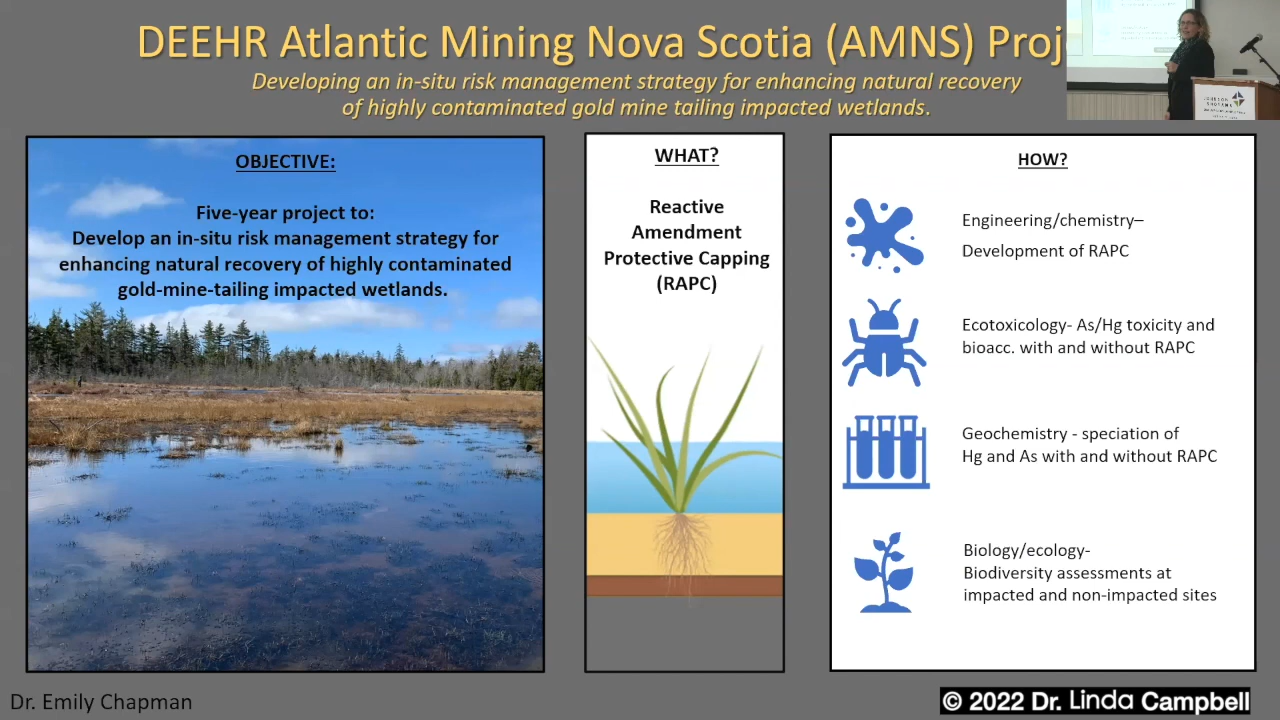 DEEHR Atlantic Mining Nova Scotia (AMNS) Proj
Developing an in-situ risk management strategy for enhancing natural recovery
of highly contaminated gold mine tailing impacted wetlands.
OBJECTIVE:
Five-year project to:
Develop an in-situ risk management strategy for
enhancing natural recovery of highly contaminated
gold-mine-tailing impacted wetlands.
WHAT?
Reactive
Amendment
Protective Capping
(RAPC)
HOW?
Engineering/chemistry–
Development of RAPC
Ecotoxicology- As/Hg toxicity and
bioacc. with and without RAPC
Geochemistry - speciation of
Hg and As with and without RAPC
Biology/ecology-
Biodiversity assessments at
impacted and non-impacted sites
Dr. Emily Chapman
© 2022 Dr. Linda Campbell